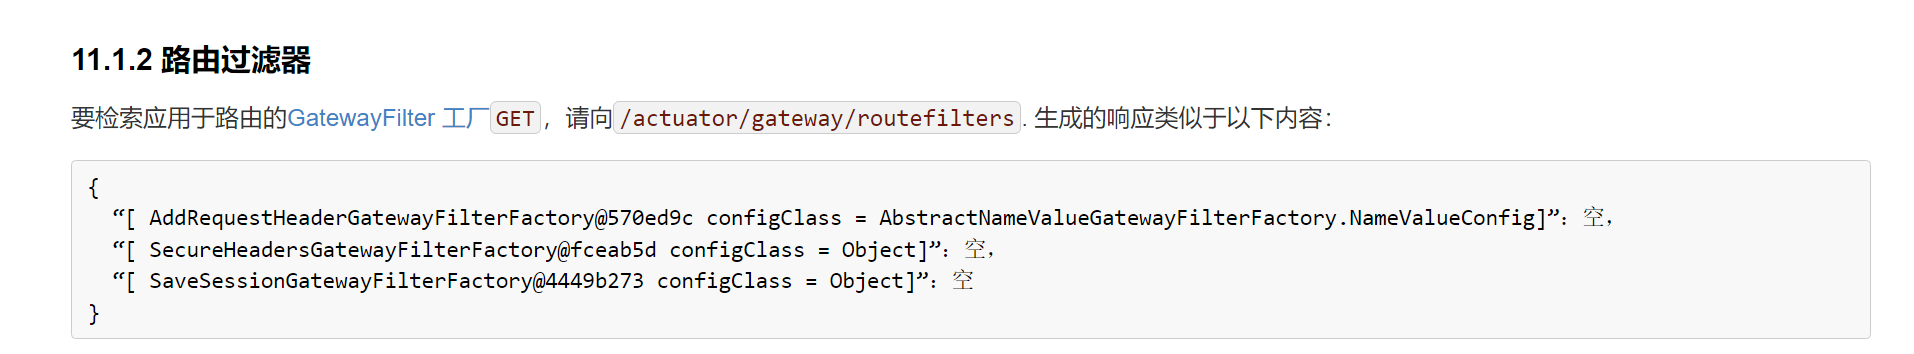 11.1.2 路由过滤器
要检索应用于路由的GatewayFilter 工厂GET，请向/actuator/gateway/routefilters. 生成的响应类似于以下内容：
{
“[ AddRequestHeaderGatewayFilterFactory@570ed9c configClass = AbstractNameValueGatewayFilterFactory.NameValueConfig]”：空，
“[ SecureHeadersGatewayFilterFactory@fceab5d configClass = Object]”：空，
“[ SaveSessionGatewayFilterFactory@4449b273 configClass = Object]”：空
}